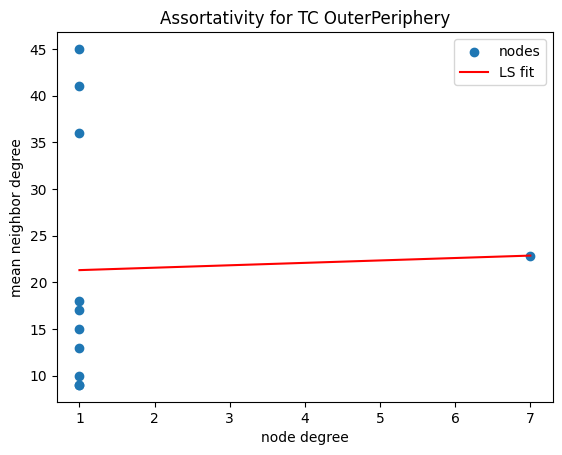 Assortativity for TC OuterPeriphery
nodes
LS fit
mean neighbor degree
45
40
35
30
25
20
15
10
1 2 3 4 5 6 7
node degree